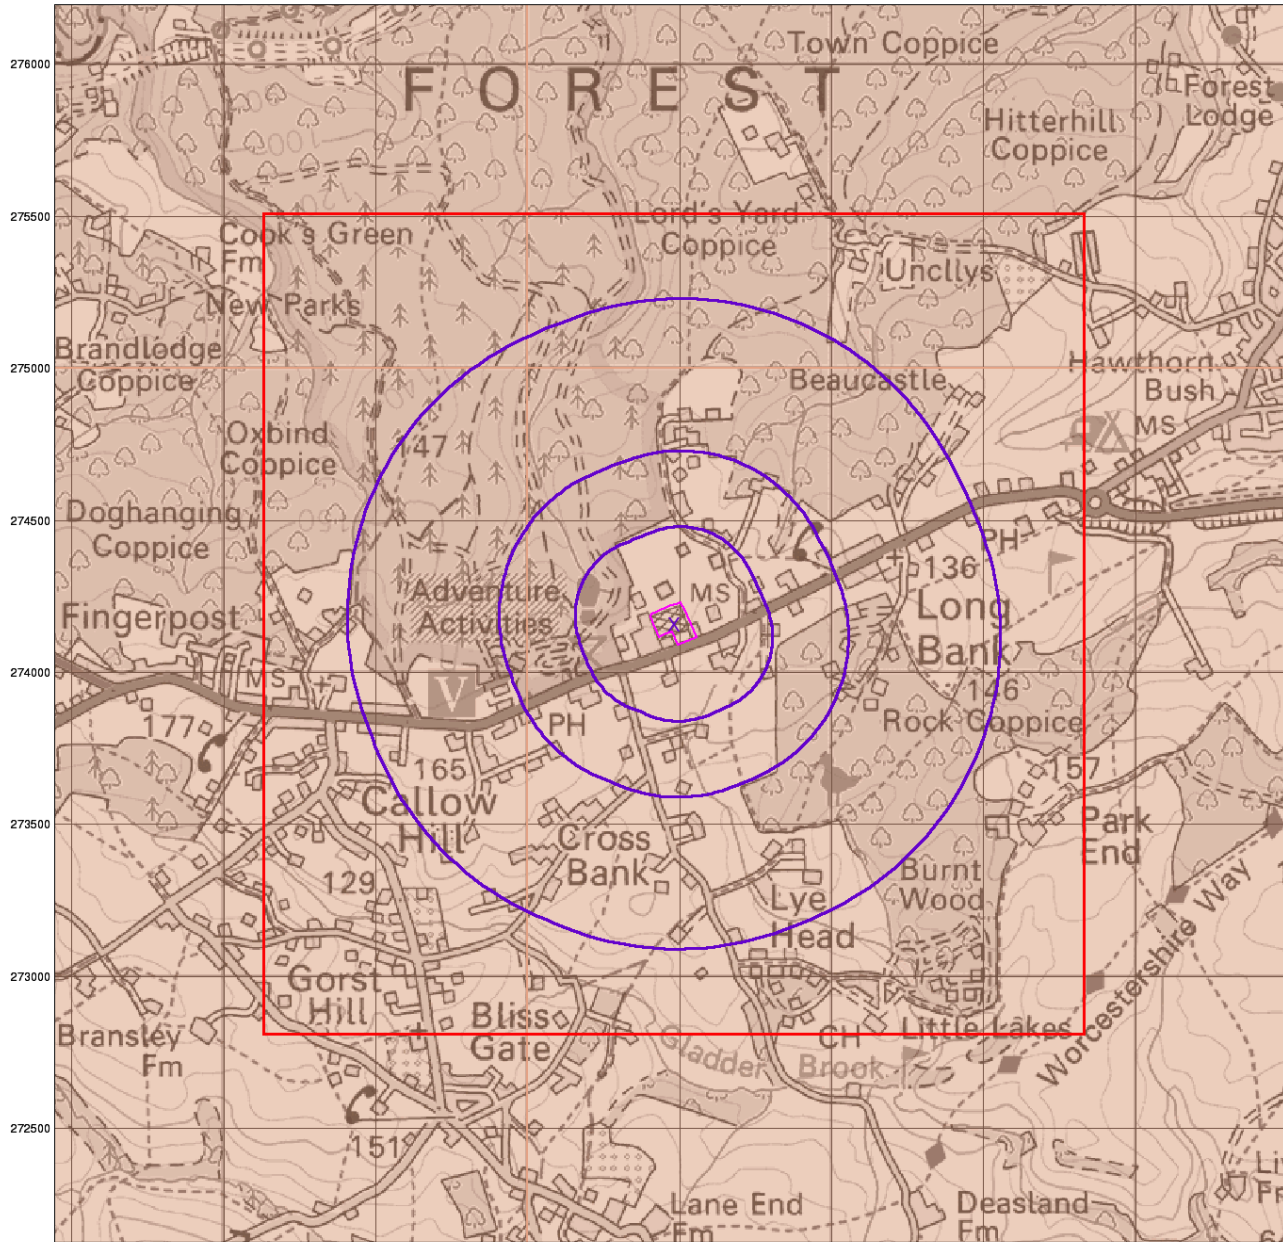 Town Coppice
276000
FOREST
Forest
Lodge
Hitterhill
Coppice
275500
Lord's Yard
Coppice
Cook's Green
Fm
Uncllys
New Parks
Brandlodge
Coppice
275000
Hawthorn
Bush
Beaucastle
MS
Oxbind
Coppice
147
Doghanging
Coppice
274500
PH
136
Adventure
Activities
MS
Long
Bank
Fingerpost
274000
MS
V
146
PH
Rock Coppice
177
165
157
Callow
Hill
Park
End
273500
Cross
Bank
129
Burnt
Wood
Lye
Head
Worcestershire Way
273000
Gorst
Hill
Bliss
Gate
Bransley
Fm
CH
Little Lakes
Gladder Brook
272500
151
Lane End
Fm
Deasland
Fm